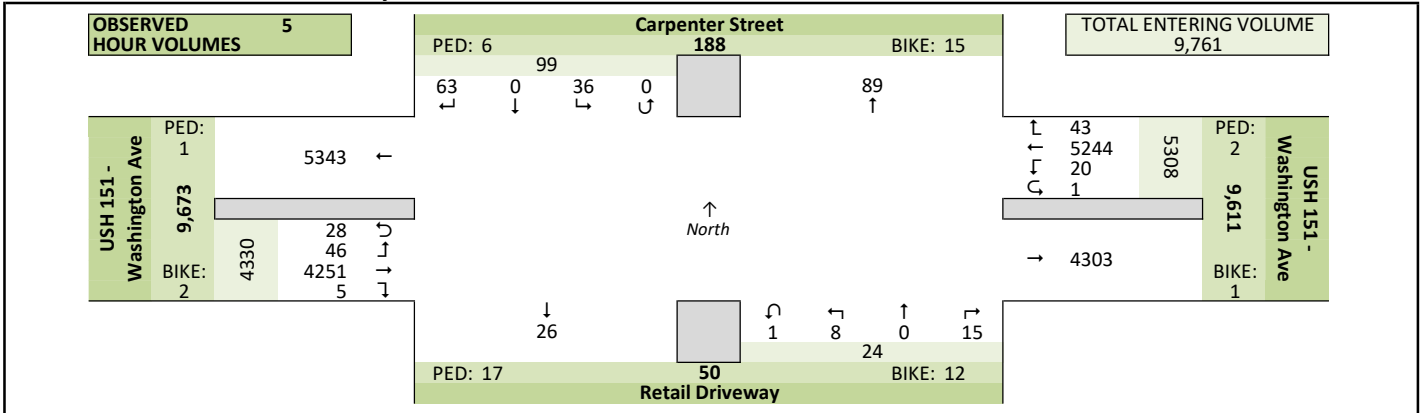 OBSERVED 5
HOUR VOLUMES
Carpenter Street
PED: 6 188 BIKE: 15
TOTAL ENTERING VOLUME
9,761
99
63 0 36 0
↵ ↓ ↳ ↺
89
↑
USH 151 -
Washington Ave
PED:
1
9,673
BIKE:
2
5343 ←
4330
28 ⮌
46 ↰
4251 →
5 ↴
↑
North
↱ 43
← 5244
↲ 20
⮎ 1
5308
→ 4303
PED:
2
9,611
BIKE:
1
USH 151 -
Washington Ave
↓
26
↶ ↰ ↑ ↱
1 8 0 15
24
PED: 17 50 BIKE: 12
Retail Driveway